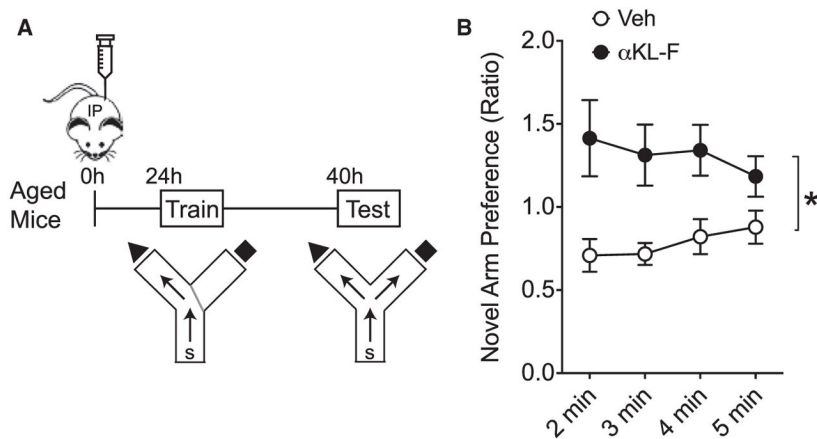 A
IP
0h
24h
40h
Aged
Mice
Train
Test
s
s
B
Veh
αKL-F
Novel Arm Preference (Ratio)
2.0
1.5
1.0
0.5
0.0
*
2 min
3 min
4 min
5 min